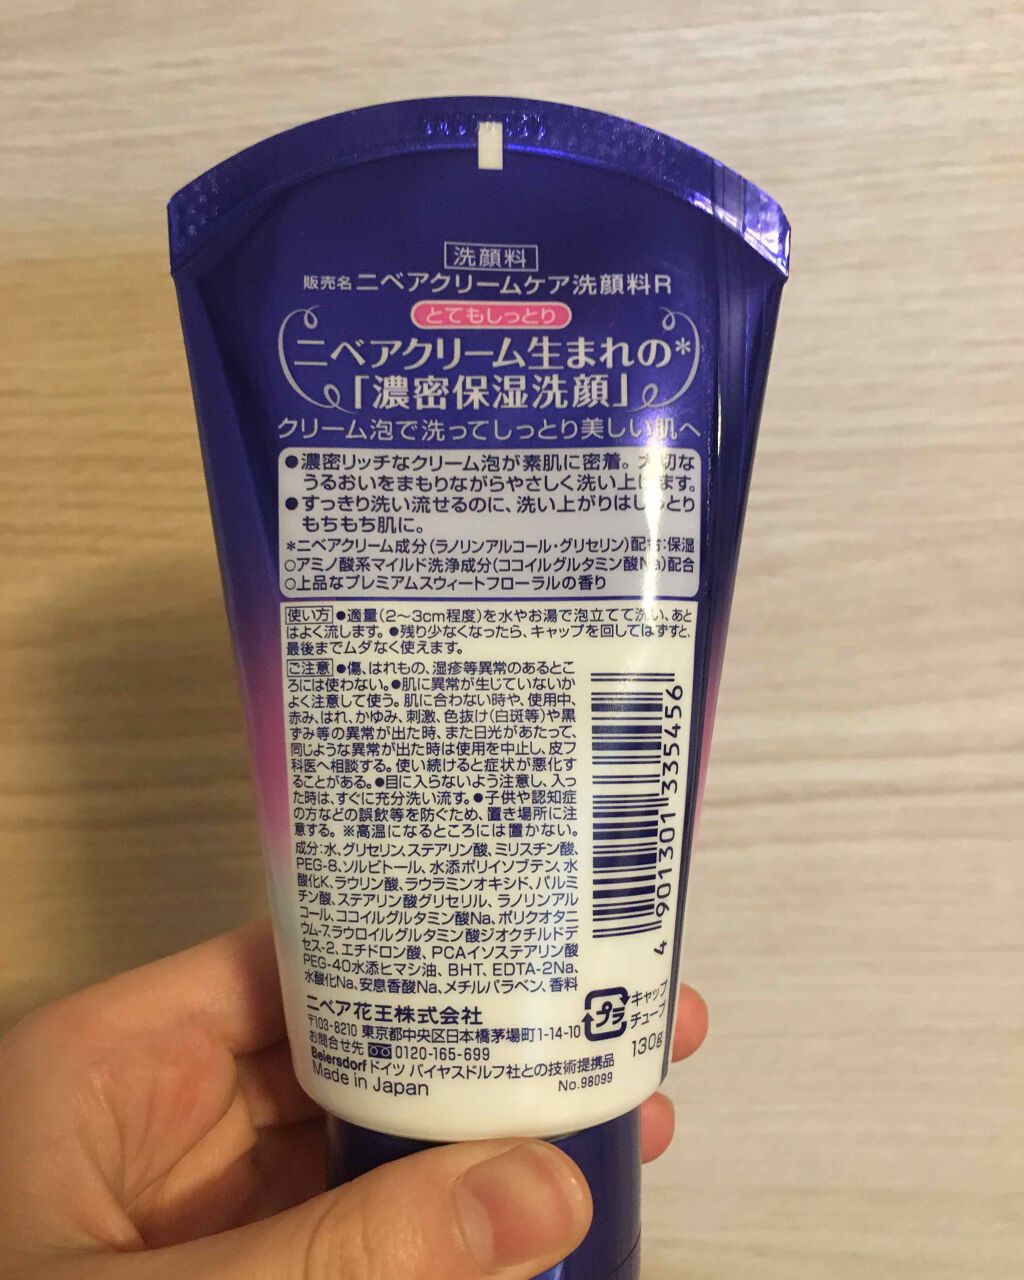 洗顔料
販売名 ニベアクリームケア洗顔料R
とてもしっとり
ニベアクリーム生まれの*
「濃密保湿洗顔」
クリーム泡で洗ってしっとり美しい肌へ
●濃密リッチなクリーム泡が素肌に密着。大切な
うるおいをまもりながらやさしく洗い上げます。
●すっきり洗い流せるのに、洗い上がりはしっとり
もちもち肌に。
*ニベアクリーム成分(ラノリンアルコール・グリセリン)配合:保湿
○アミノ酸系マイルド洗浄成分(ココイルグルタミン酸Na)配合
○上品なプレミアムスウィートフローラルの香り
使い方 ●適量(2〜3cm程度)を水やお湯で泡立てて洗い、あと
はよく流します。●残り少なくなったら、キャップを回してはずすと、
最後までムダなく使えます。
ご注意 ●傷、はれもの、湿疹等異常のあるとこ
ろには使わない。●肌に異常が生じていないか
よく注意して使う。肌に合わない時や、使用中、
赤み、はれ、かゆみ、刺激、色抜け(白斑等)や黒
ずみ等の異常が出た時、また日光があたって、
同じような異常が出た時は使用を中止し、皮フ
科医へ相談する。使い続けると症状が悪化す
ることがある。●目に入らないよう注意し、入っ
た時は、すぐに充分洗い流す。●子供や認知症
の方などの誤飲等を防ぐため、置き場所に注
意する。※高温になるところには置かない。
成分:水、グリセリン、ステアリン酸、ミリスチン酸、
PEG-8、ソルビトール、水添ポリイソブテン、水
酸化K、ラウリン酸、ラウラミンオキシド、パルミ
チン酸、ステアリン酸グリセリル、ラノリンアル
コール、ココイルグルタミン酸Na、ポリクオタニ
ウム-7、ラウロイルグルタミン酸ジオクチルドデ
セス-2、エチドロン酸、PCAイソステアリン酸
PEG-40水添ヒマシ油、BHT、EDTA-2Na、
水酸化Na、安息香酸Na、メチルパラベン、香料
4 901301 335456
ニベア花王株式会社
〒103-8210 東京都中央区日本橋茅場町1-14-10
お問合せ先 0120-165-699
Beiersdorf ドイツ バイヤスドルフ社との技術提携品
Made in Japan
No.98099
プラ
キャップ
チューブ
130g